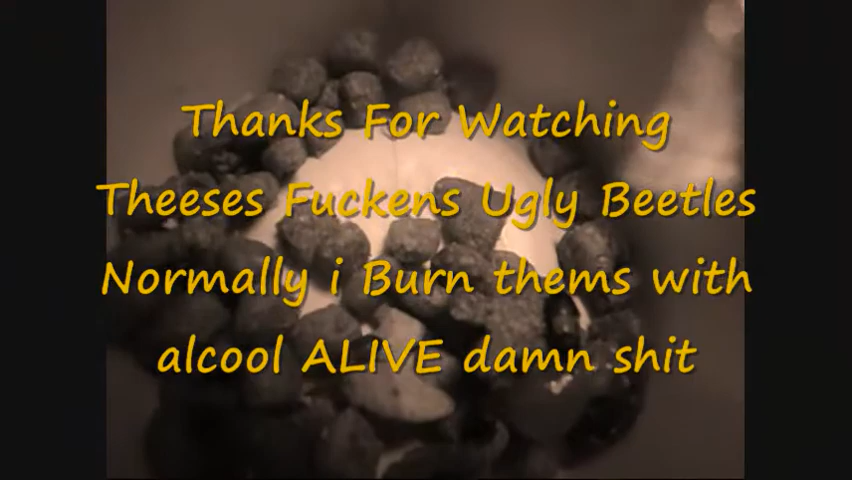 Thanks For Watching
Theeses Fuckens Ugly Beetles
Normally i Burn thems with
alcool ALIVE damn shit